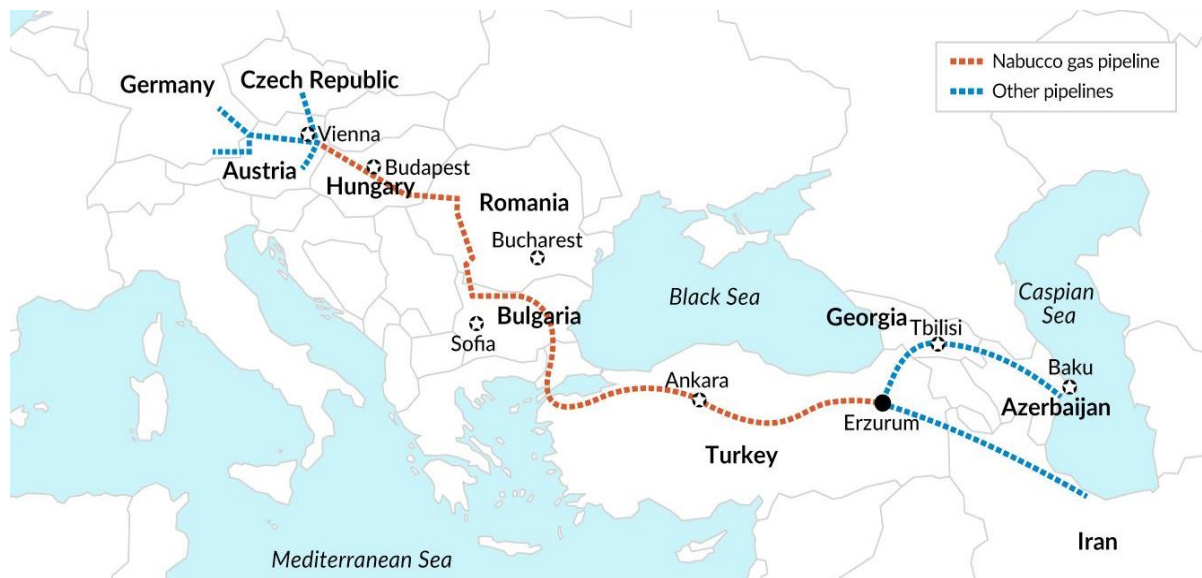 Nabucco gas pipeline
Other pipelines
Germany
Czech Republic
Vienna
Austria
Budapest
Hungary
Romania
Bucharest
Bulgaria
Sofia
Black Sea
Caspian
Sea
Georgia
Tbilisi
Baku
Azerbaijan
Ankara
Erzurum
Turkey
Iran
Mediterranean Sea